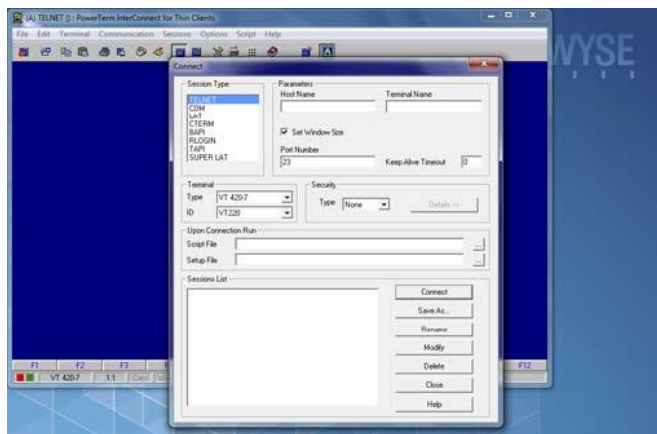 (A) TELNET () : PowerTerm InterConnect for Thin Clients
File Edit Terminal Communication Sessions Options Script Help
WYSE
Connect
Session Type
TELNET
COM
LAT
CTERM
BAPI
RLOGIN
TAPI
SUPER LAT
Parameters
Host Name
Terminal Name
Set Window Size
Port Number
23
Keep Alive Timeout 0
Terminal
Type VT 420-7
ID VT220
Security
Type None
Details >>
Upon Connection Run
Script File ...
Setup File ...
Sessions List
Connect
Save As...
Rename
Modify
Delete
Close
Help
F1 F2 F3 F12
VT 420-7 1:1 Caps